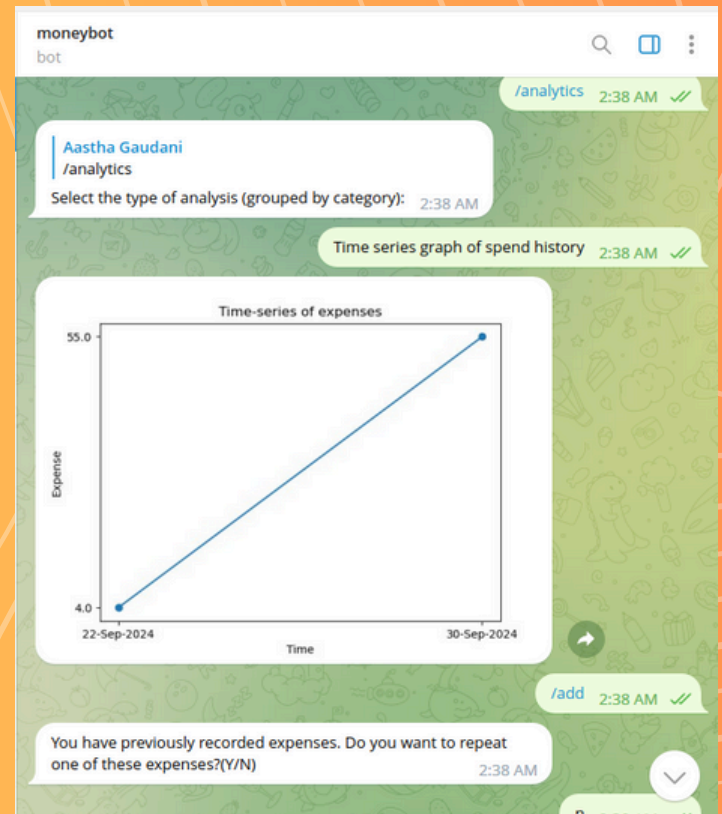 moneybot
bot
/analytics 2:38 AM
Aastha Gaudani
/analytics
Select the type of analysis (grouped by category): 2:38 AM
Time series graph of spend history 2:38 AM
Time-series of expenses
55.0
Expense
4.0
22-Sep-2024 30-Sep-2024
Time
/add 2:38 AM
You have previously recorded expenses. Do you want to repeat
one of these expenses?(Y/N) 2:38 AM